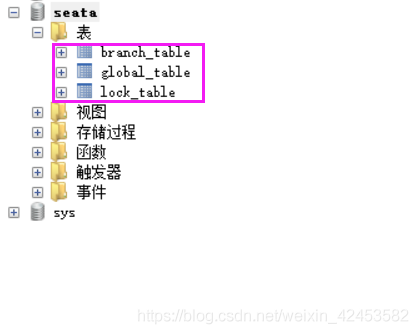 seata
表
branch_table
global_table
lock_table
视图
存储过程
函数
触发器
事件
sys
https://blog.csdn.net/weixin_42453582